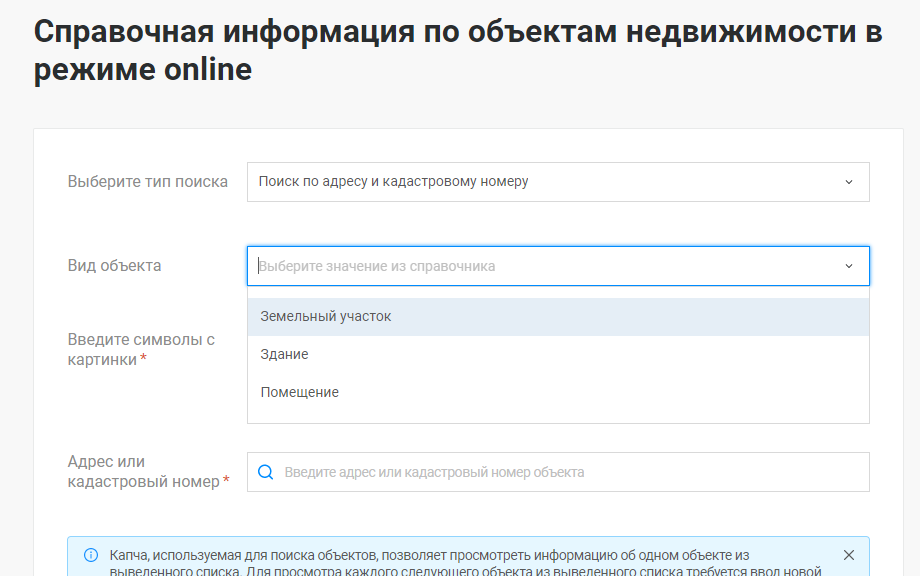 Справочная информация по объектам недвижимости в
режиме online
Выберите тип поиска
Поиск по адресу и кадастровому номеру
Вид объекта
Выберите значение из справочника
Земельный участок
Введите символы с
картинки *
Здание
Помещение
Адрес или
кадастровый номер *
Введите адрес или кадастровый номер объекта
Капча, используемая для поиска объектов, позволяет просмотреть информацию об одном объекте из
выведенного списка. Для просмотра каждого следующего объекта из выведенного списка требуется ввод новой